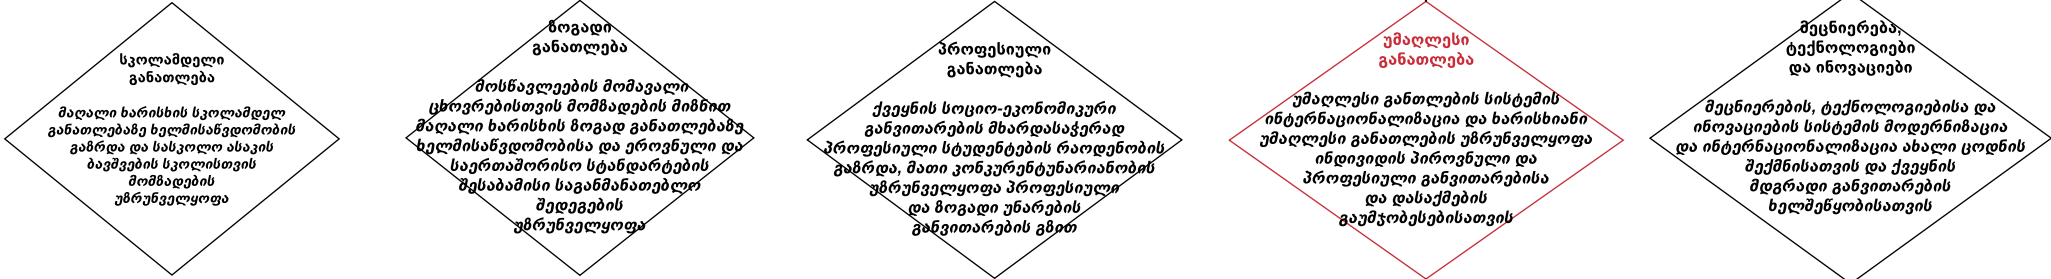 სკოლამდელი
განათლება
მაღალი ხარისხის სკოლამდელ
განათლებაზე ხელმისაწვდომობის
გაზრდა და სასკოლო ასაკის
ბავშვების სკოლისთვის
მომზადების
უზრუნველყოფა
ზოგადი
განათლება
მოსწავლეების მომავალი
ცხოვრებისთვის მომზადების მიზნით
მაღალი ხარისხის ზოგად განათლებაზე
ხელმისაწვდომობისა და ეროვნული და
საერთაშორისო სტანდარტების
შესაბამისი საგანმანათებლო
შედეგების
უზრუნველყოფა
პროფესიული
განათლება
ქვეყნის სოციო-ეკონომიკური
განვითარების მხარდასაჭერად
პროფესიული სტუდენტების რაოდენობის
გაზრდა, მათი კონკურენტუნარიანობის
უზრუნველყოფა პროფესიული
და ზოგადი უნარების
განვითარების გზით
უმაღლესი
განათლება
უმაღლესი განთლების სისტემის
ინტერნაციონალიზაცია და ხარისხიანი
უმაღლესი განათლების უზრუნველყოფა
ინდივიდის პიროვნული და
პროფესიული განვითარებისა
და დასაქმების
გაუმჯობესებისათვის
მეცნიერება,
ტექნოლოგიები
და ინოვაციები
მეცნიერების, ტექნოლოგიებისა და
ინოვაციების სისტემის მოდერნიზაცია
და ინტერნაციონალიზაცია ახალი ცოდნის
შექმნისათვის და ქვეყნის
მდგრადი განვითარების
ხელშეწყობისათვის